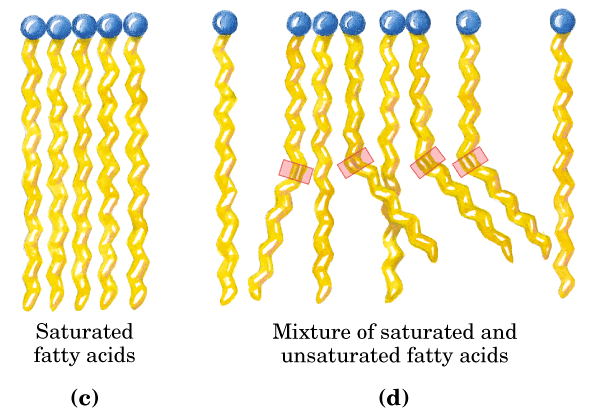 Saturated
fatty acids
(c)
Mixture of saturated and
unsaturated fatty acids
(d)